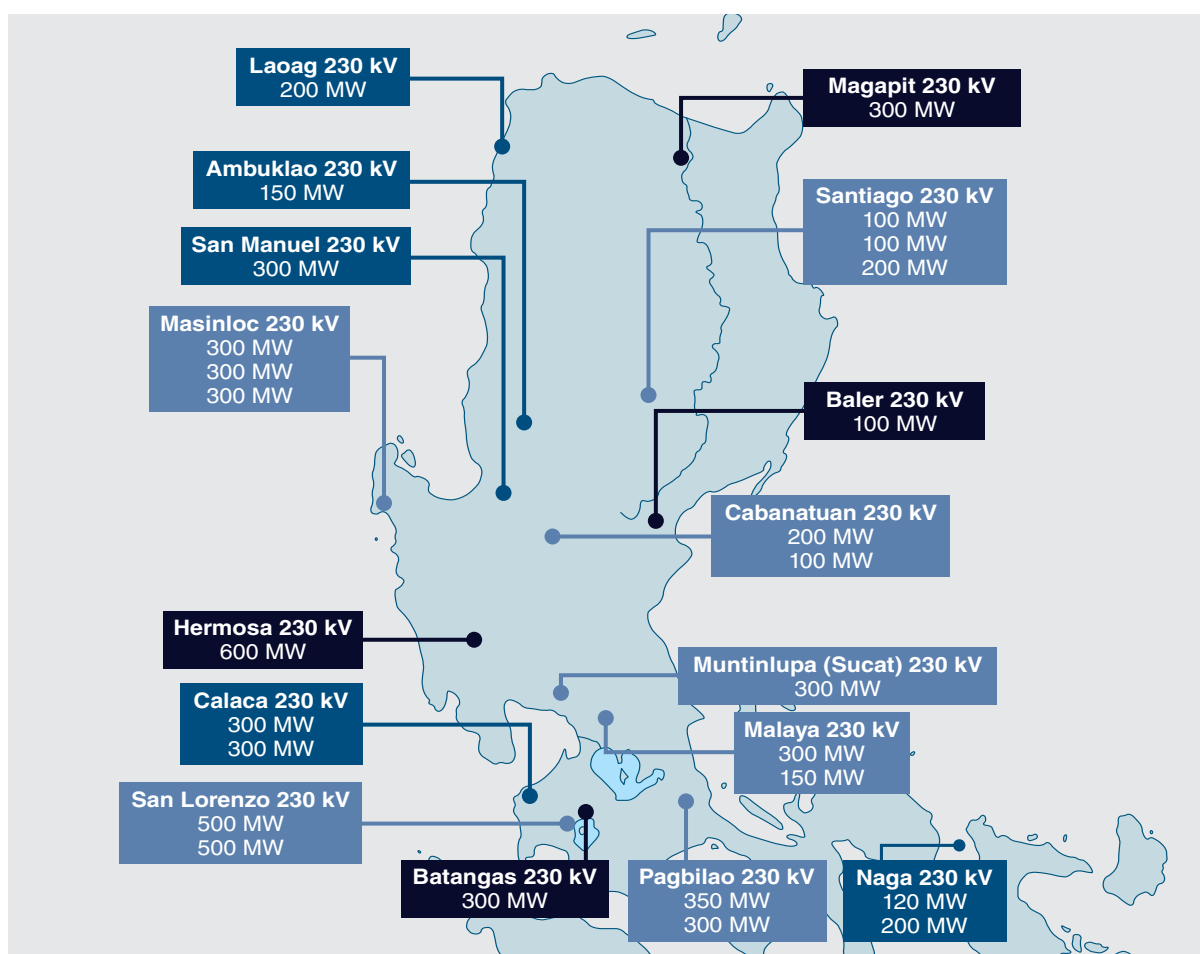 Laoag 230 kV
200 MW
Magapit 230 kV
300 MW
Ambuklao 230 kV
150 MW
Santiago 230 kV
100 MW
100 MW
200 MW
San Manuel 230 kV
300 MW
Masinloc 230 kV
300 MW
300 MW
300 MW
Baler 230 kV
100 MW
Cabanatuan 230 kV
200 MW
100 MW
Hermosa 230 kV
600 MW
Muntinlupa (Sucat) 230 kV
300 MW
Calaca 230 kV
300 MW
300 MW
Malaya 230 kV
300 MW
150 MW
San Lorenzo 230 kV
500 MW
500 MW
Batangas 230 kV
300 MW
Pagbilao 230 kV
350 MW
300 MW
Naga 230 kV
120 MW
200 MW